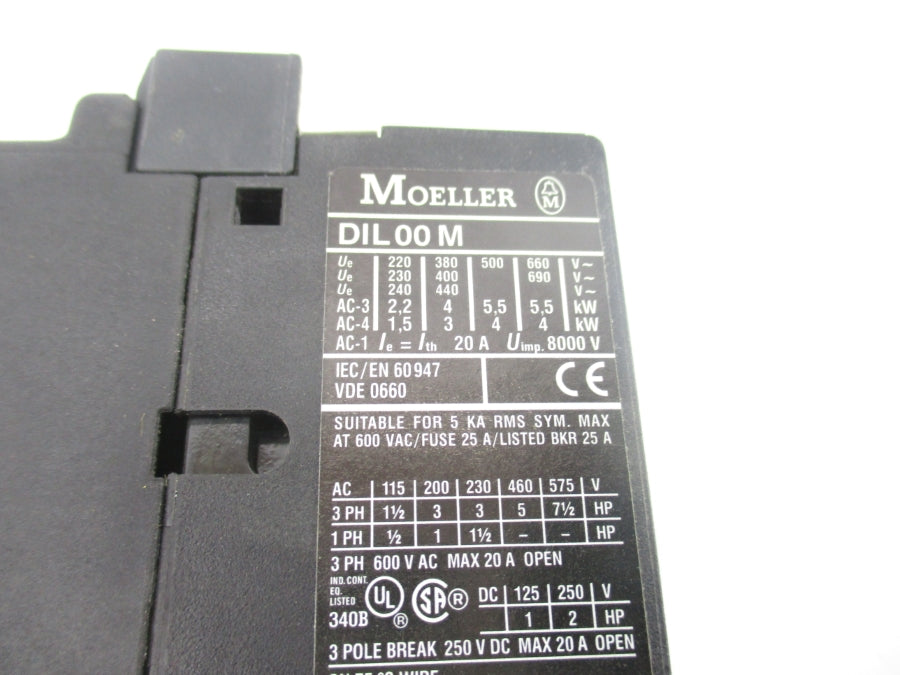 MOELLER M
DIL 00 M
Ue 220 380 500 660 V~
Ue 230 400 690 V~
Ue 240 440 V~
AC-3 2,2 4 5,5 5,5 kW
AC-4 1,5 3 4 4 kW
AC-1 Ie = Ith 20 A Uimp. 8000 V
IEC/EN 60947
VDE 0660
CE
SUITABLE FOR 5 KA RMS SYM. MAX
AT 600 VAC/FUSE 25 A/LISTED BKR 25 A
AC 115 200 230 460 575 V
3 PH 1½ 3 3 5 7½ HP
1 PH ½ 1 1½ – – HP
3 PH 600 V AC MAX 20 A OPEN
IND. CONT.
EQ.
LISTED
340B
UL ®
SA ®
DC 125 250 V
1 2 HP
3 POLE BREAK 250 V DC MAX 20 A OPEN